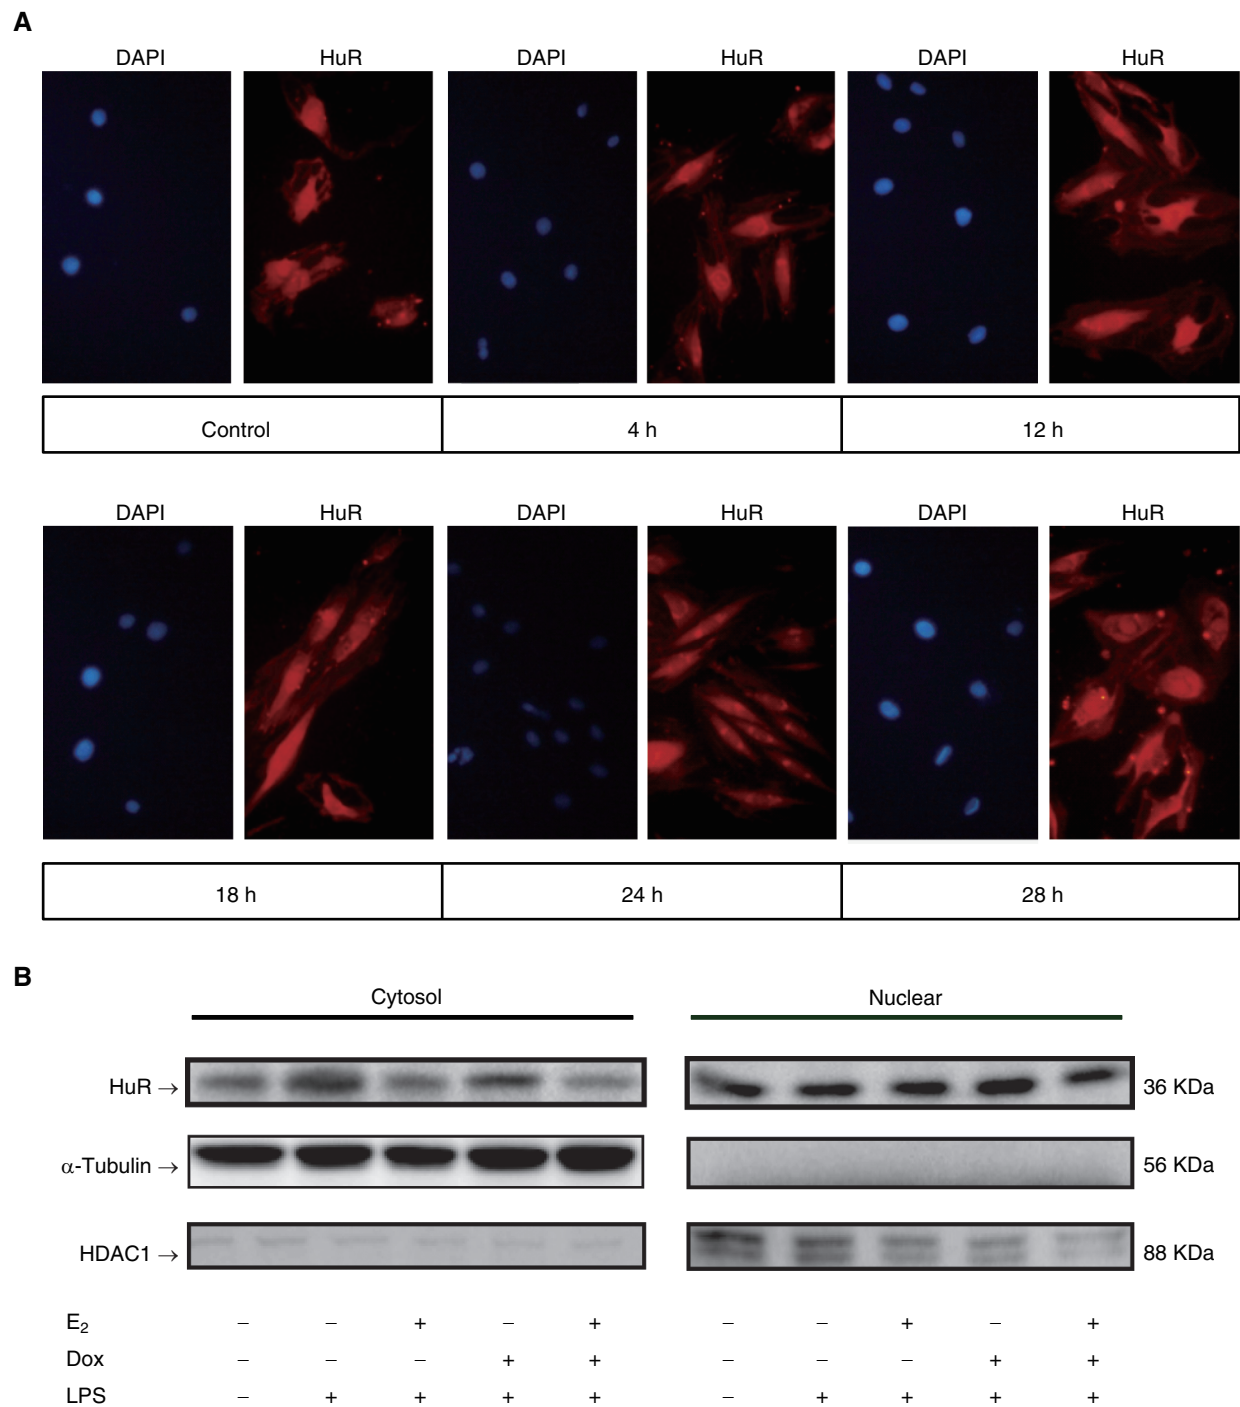 A
DAPI HuR DAPI HuR DAPI HuR
Control 4 h 12 h
DAPI HuR DAPI HuR DAPI HuR
18 h 24 h 28 h
B
Cytosol Nuclear
HuR → 36 KDa
α-Tubulin → 56 KDa
HDAC1 → 88 KDa
E₂ − − + − + − − + − +
Dox − − − + + − − − + +
LPS − + + + + − + + + +